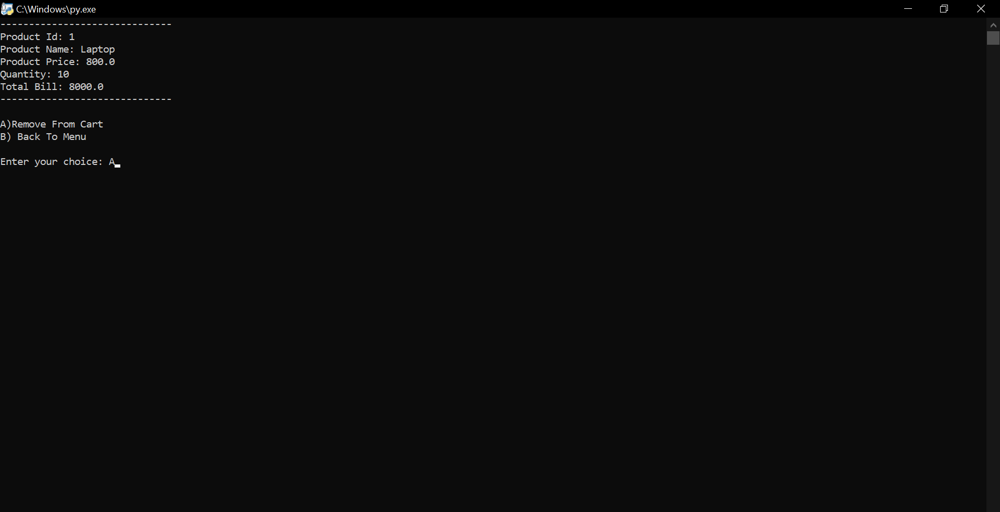 C:\Windows\py.exe
------------------------------
Product Id: 1
Product Name: Laptop
Product Price: 800.0
Quantity: 10
Total Bill: 8000.0
------------------------------
A)Remove From Cart
B) Back To Menu
Enter your choice: A